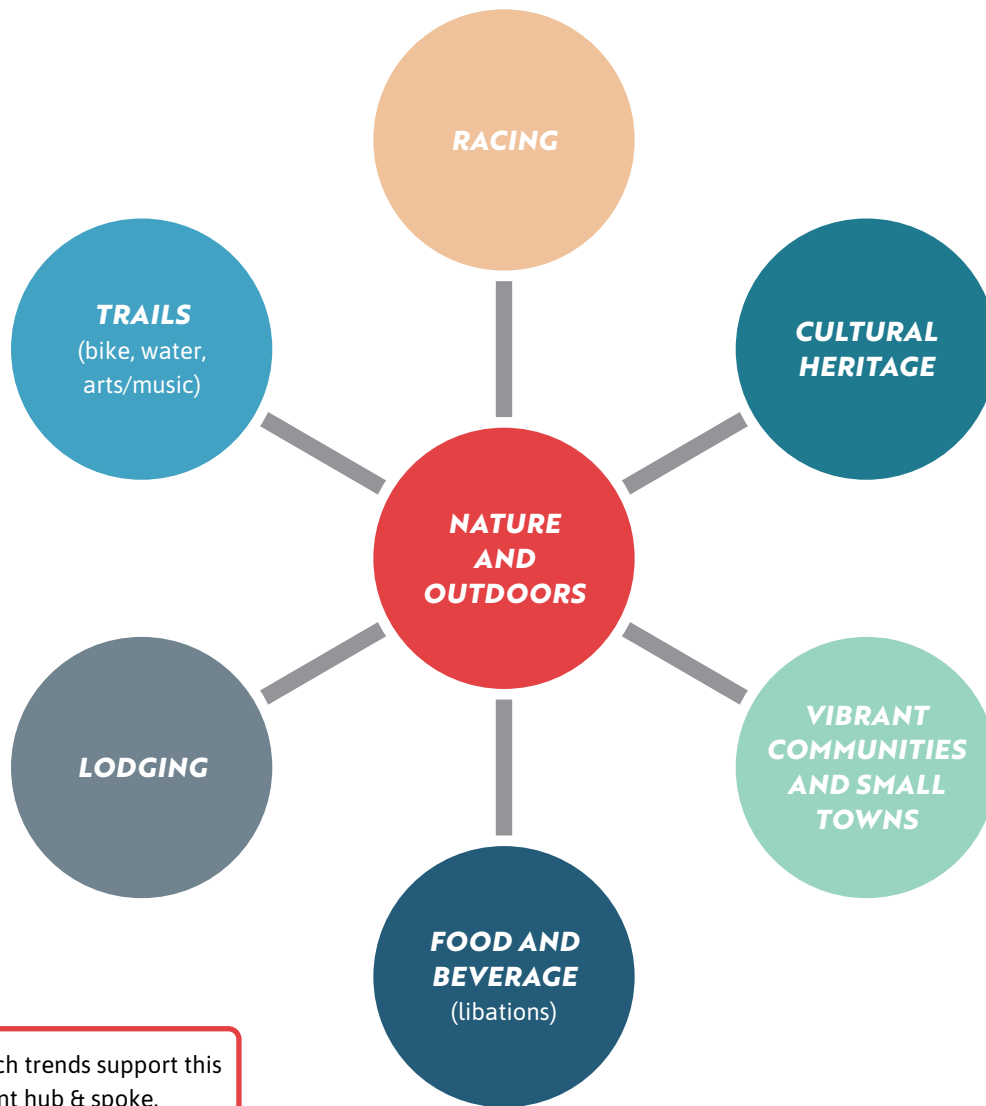 RACING
TRAILS
(bike, water,
arts/music)
CULTURAL
HERITAGE
NATURE
AND
OUTDOORS
LODGING
VIBRANT
COMMUNITIES
AND SMALL
TOWNS
FOOD AND
BEVERAGE
(libations)
trends support this
hub & spoke.